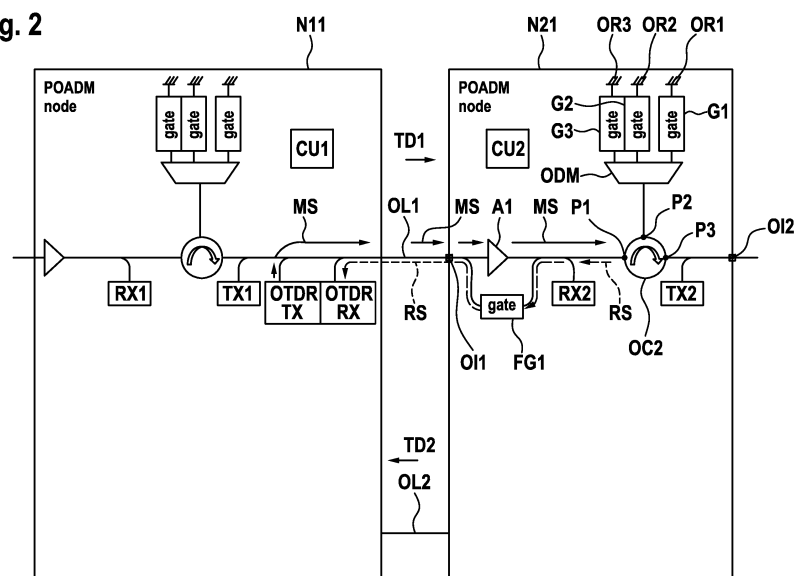 g. 2
N11
N21
OR3
OR2
OR1
POADM
node
gate
gate
gate
CU1
TD1
POADM
node
G2
G3
gate
gate
gate
G1
CU2
ODM
MS
OL1
MS
A1
MS
P1
P2
P3
OI2
RX1
TX1
OTDR
TX
OTDR
RX
RS
gate
RX2
RS
TX2
OI1
FG1
OC2
TD2
OL2